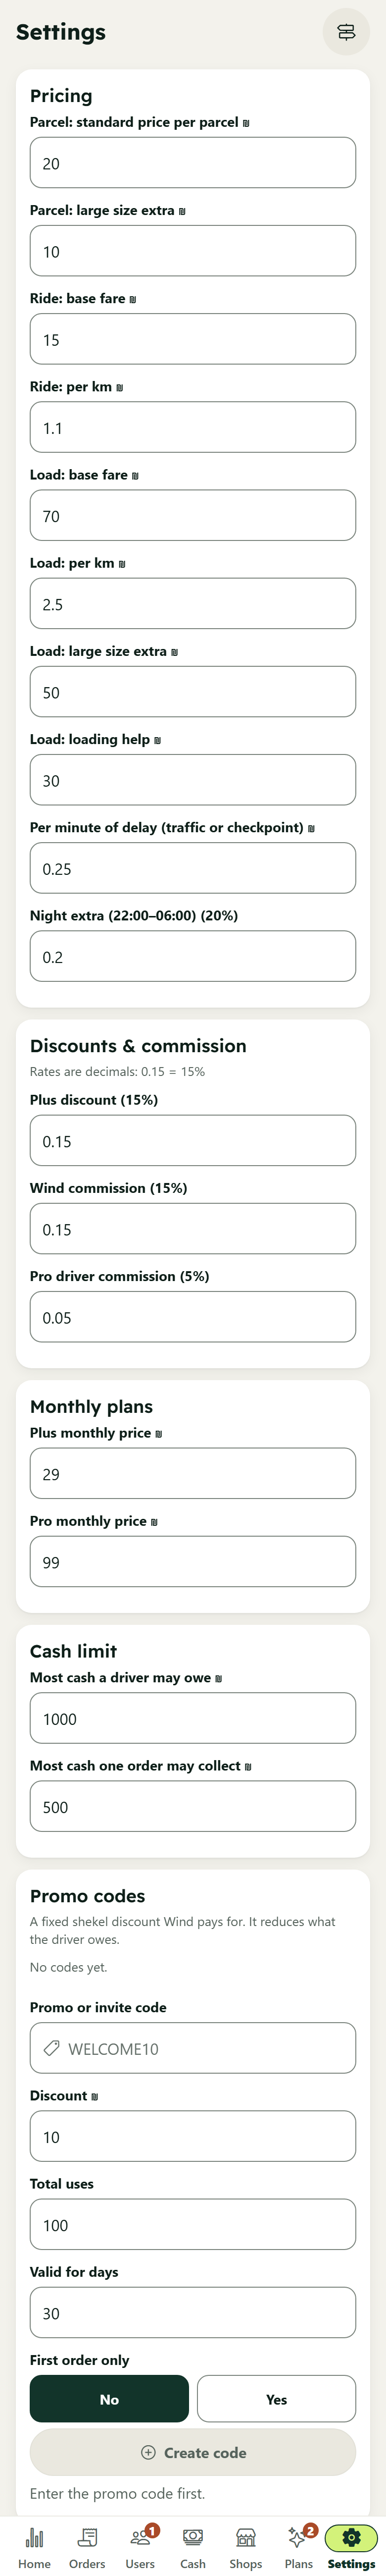 Settings
Pricing
Parcel: standard price per parcel ₪
20
Parcel: large size extra ₪
10
Ride: base fare ₪
15
Ride: per km ₪
1.1
Load: base fare ₪
70
Load: per km ₪
2.5
Load: large size extra ₪
50
Load: loading help ₪
30
Per minute of delay (traffic or checkpoint) ₪
0.25
Night extra (22:00–06:00) (20%)
0.2
Discounts & commission
Rates are decimals: 0.15 = 15%
Plus discount (15%)
0.15
Wind commission (15%)
0.15
Pro driver commission (5%)
0.05
Monthly plans
Plus monthly price ₪
29
Pro monthly price ₪
99
Cash limit
Most cash a driver may owe ₪
1000
Most cash one order may collect ₪
500
Promo codes
A fixed shekel discount Wind pays for. It reduces what
the driver owes.
No codes yet.
Promo or invite code
WELCOME10
Discount ₪
10
Total uses
100
Valid for days
30
First order only
No Yes
Create code
Enter the promo code first.
1 2
Home Orders Users Cash Shops Plans Settings